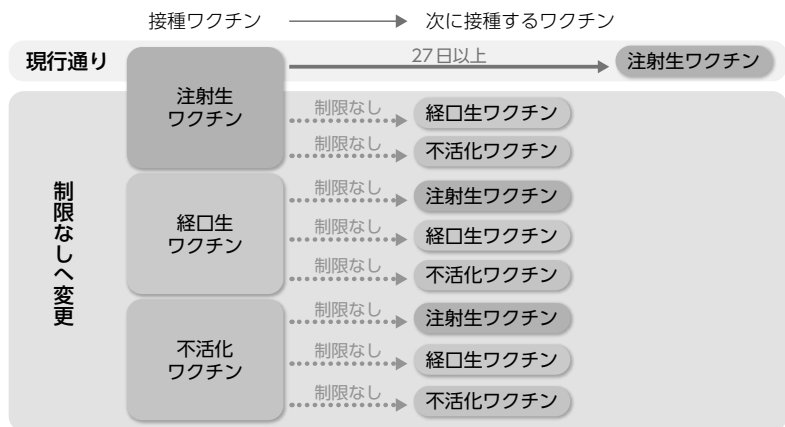 接種ワクチン 次に接種するワクチン
現行通り 27日以上 注射生ワクチン
注射生
ワクチン
制限なし 経口生ワクチン
制限なし 不活化ワクチン
制限なしへ変更
経口生
ワクチン
制限なし 注射生ワクチン
制限なし 経口生ワクチン
制限なし 不活化ワクチン
不活化
ワクチン
制限なし 注射生ワクチン
制限なし 経口生ワクチン
制限なし 不活化ワクチン